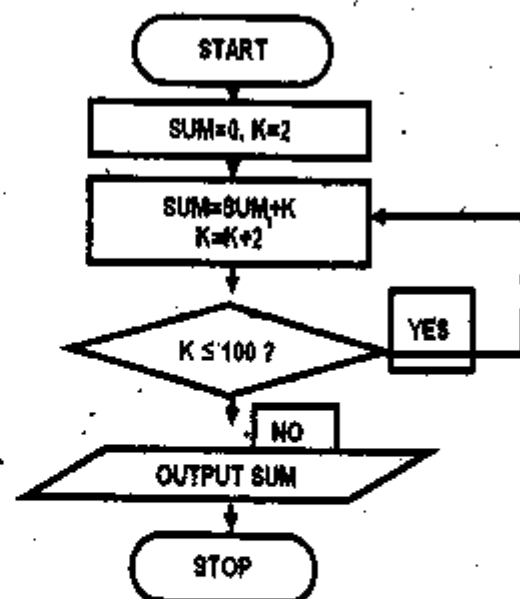 START
SUM=0, K=2
SUM=SUM+K
K=K+2
K ≤ 100 ?
YES
NO
OUTPUT SUM
STOP